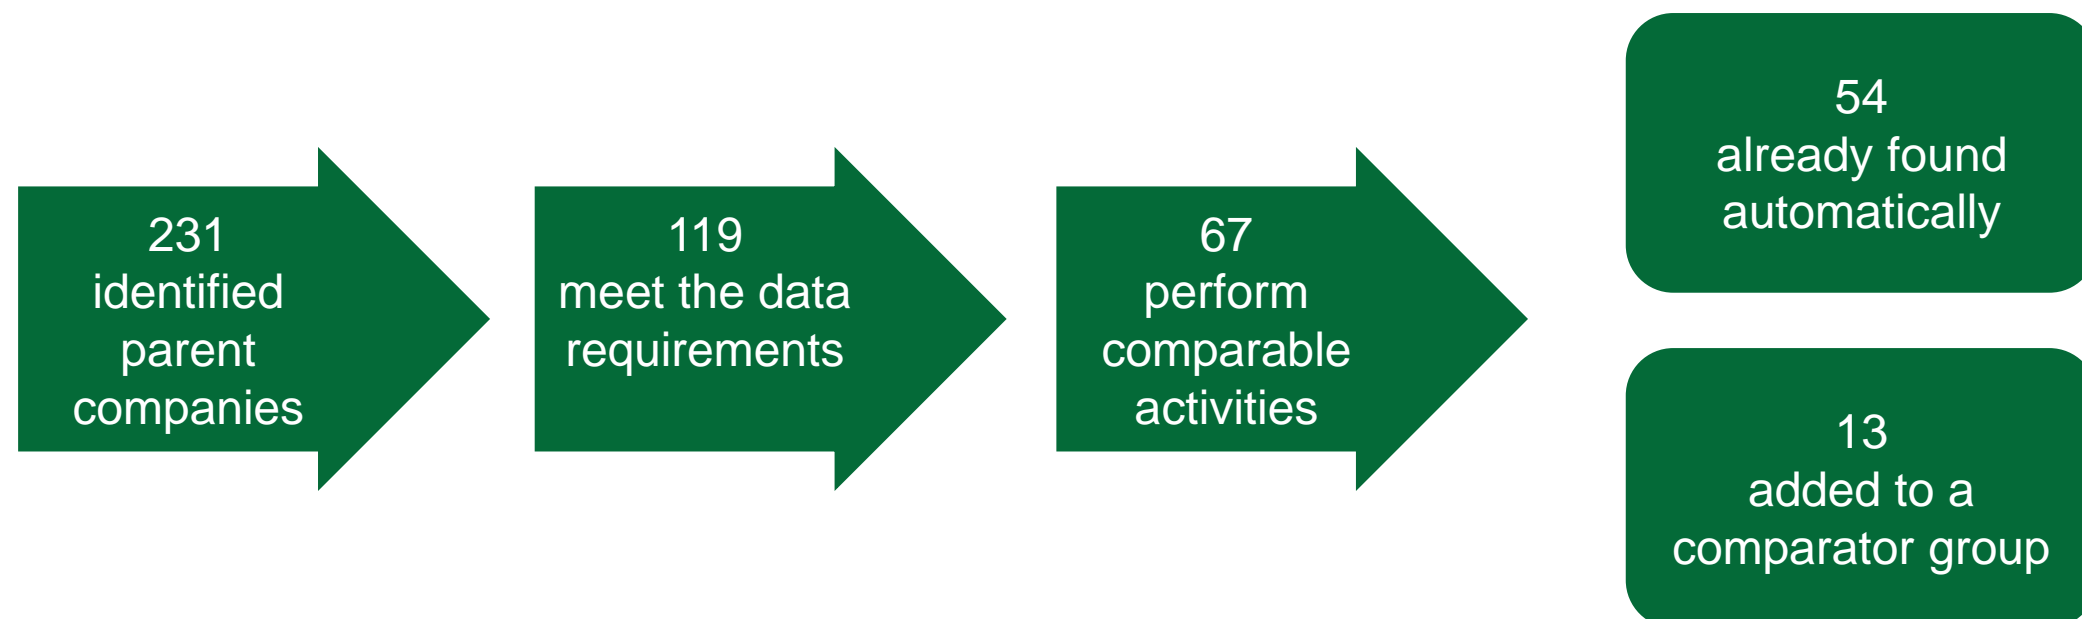 231
identified
parent
companies
119
meet the data
requirements
67
perform
comparable
activities
54
already found
automatically
13
added to a
comparator group